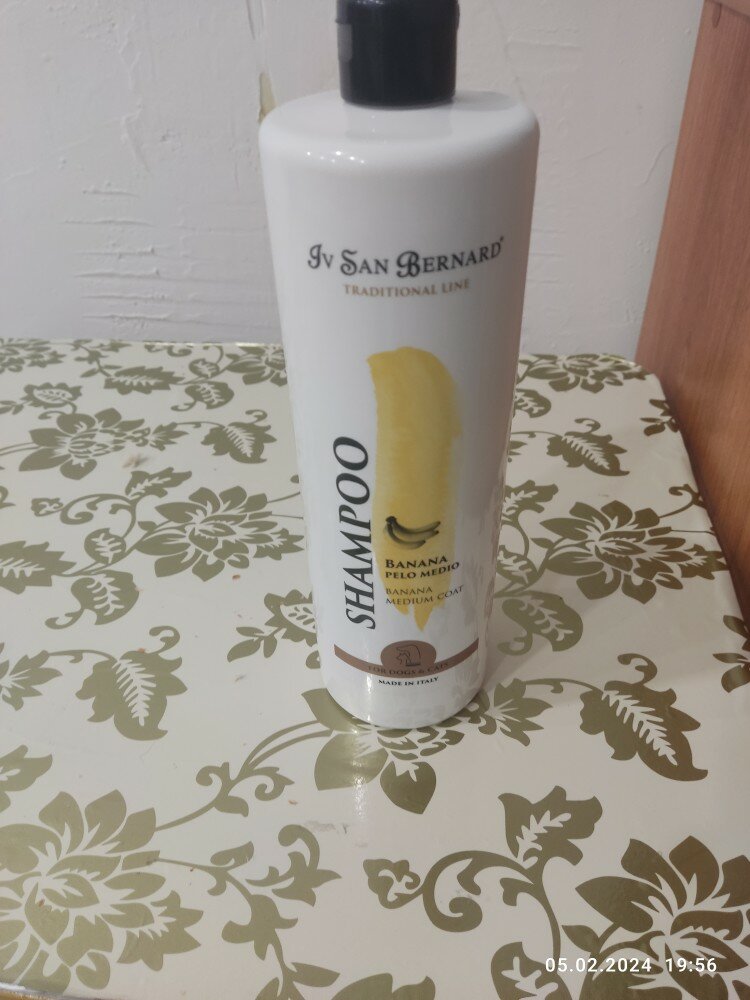 Iv San Bernard®
TRADITIONAL LINE
SHAMPOO
BANANA
PELO MEDIO
BANANA
MEDIUM COAT
FOR DOGS & CATS
MADE IN ITALY
05.02.2024 19:56